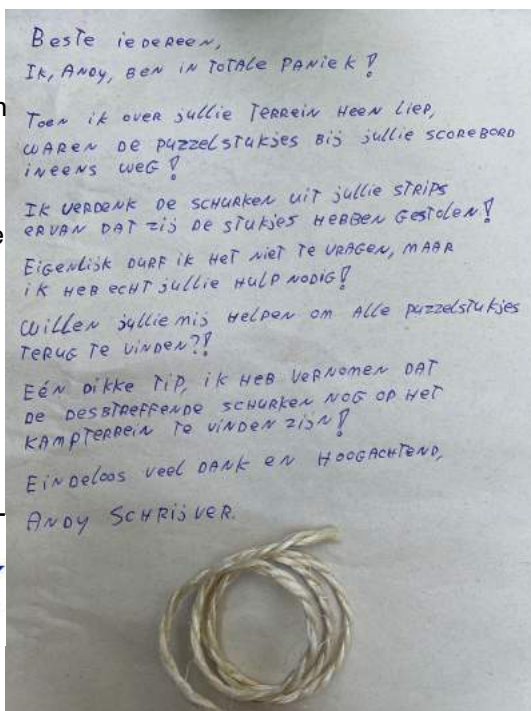 Beste iedereen,
Ik, Andy, ben in totale paniek!
Toen ik over jullie terrein heen liep,
waren de puzzelstukjes bij jullie scorebord
ineens weg!
Ik verdenk de schurken uit jullie strips
ervan dat zij de stukjes hebben gestolen!
Eigenlijk durf ik het niet te vragen, maar
ik heb echt jullie hulp nodig!
Willen jullie mij helpen om alle puzzelstukjes
terug te vinden?!
Eén dikke tip, ik heb vernomen dat
de desbtreffende schurken nog op het
kampterrein te vinden zijn!
Eindeloos veel dank en hoogachtend,
Andy Schrijver.